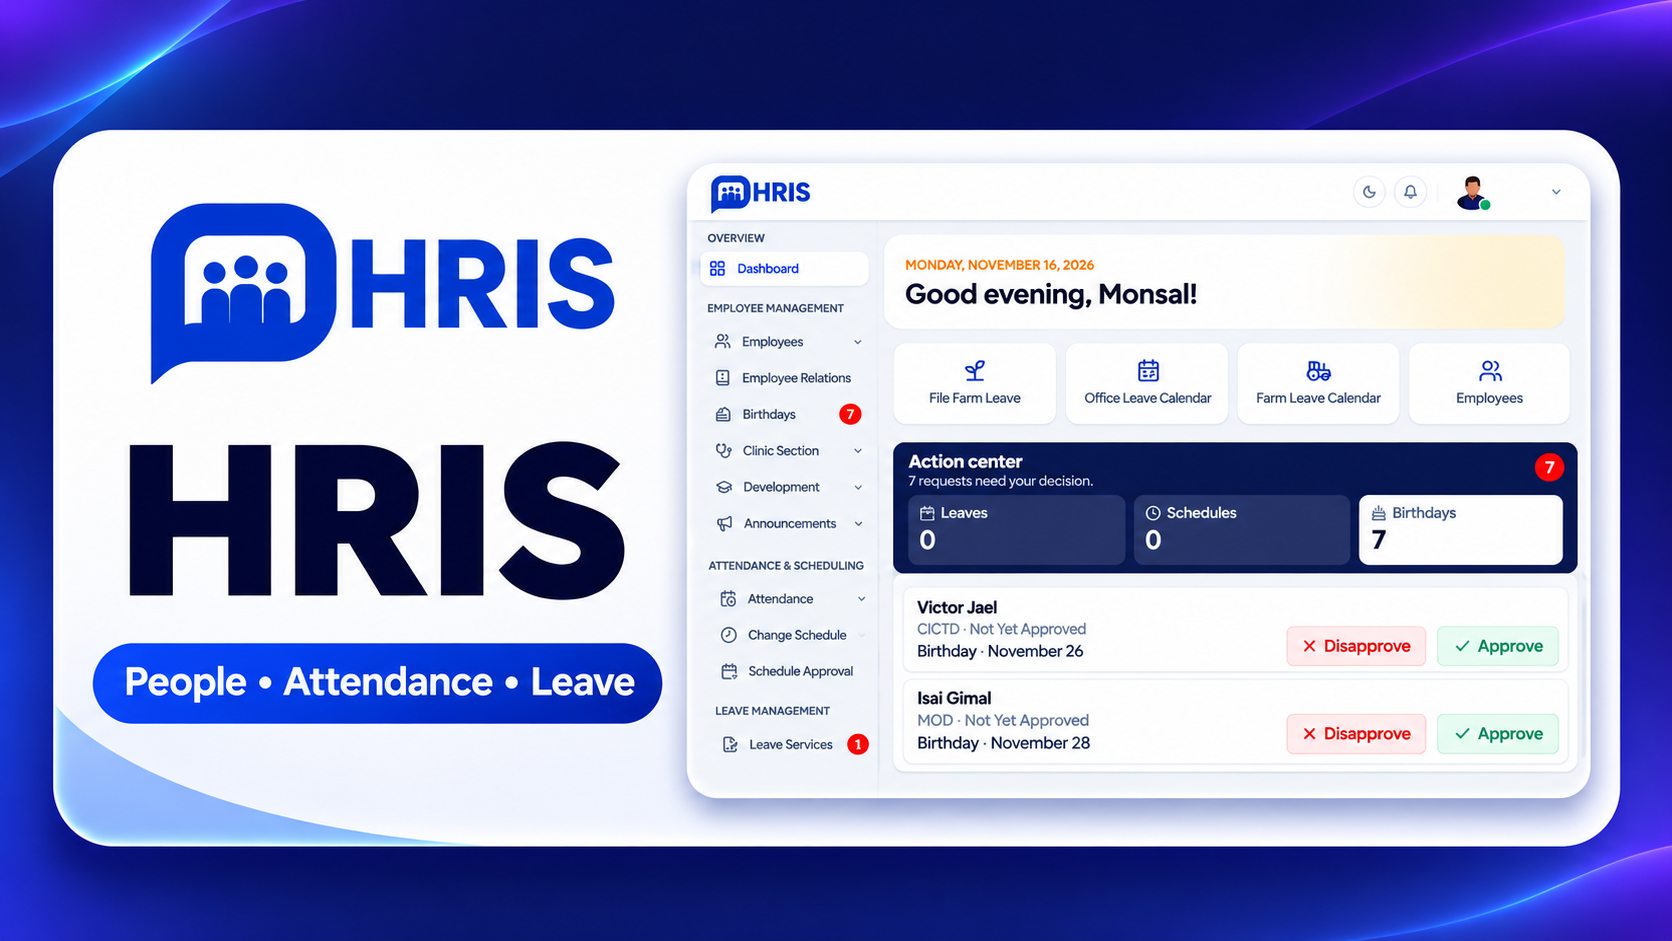 HRIS
HRIS
People • Attendance • Leave
HRIS
OVERVIEW
Dashboard
EMPLOYEE MANAGEMENT
Employees
Employee Relations
Birthdays 7
Clinic Section
Development
Announcements
ATTENDANCE & SCHEDULING
Attendance
Change Schedule
Schedule Approval
LEAVE MANAGEMENT
Leave Services 1
MONDAY, NOVEMBER 16, 2026
Good evening, Monsal!
File Farm Leave
Office Leave Calendar
Farm Leave Calendar
Employees
Action center
7 requests need your decision.
7
Leaves
0
Schedules
0
Birthdays
7
Victor Jael
CICTD · Not Yet Approved
Birthday · November 26
Disapprove
Approve
Isai Gimal
MOD · Not Yet Approved
Birthday · November 28
Disapprove
Approve